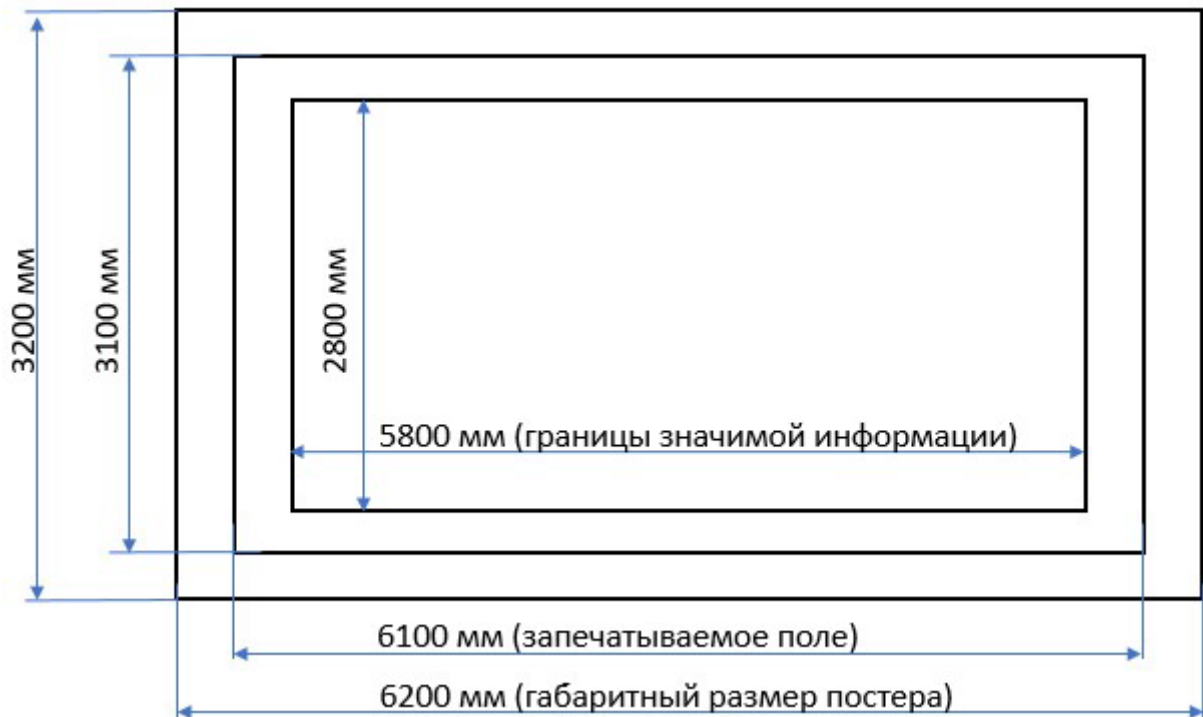 3200 мм
3100 мм
2800 мм
5800 мм (границы значимой информации)
6100 мм (запечатываемое поле)
6200 мм (габаритный размер постера)